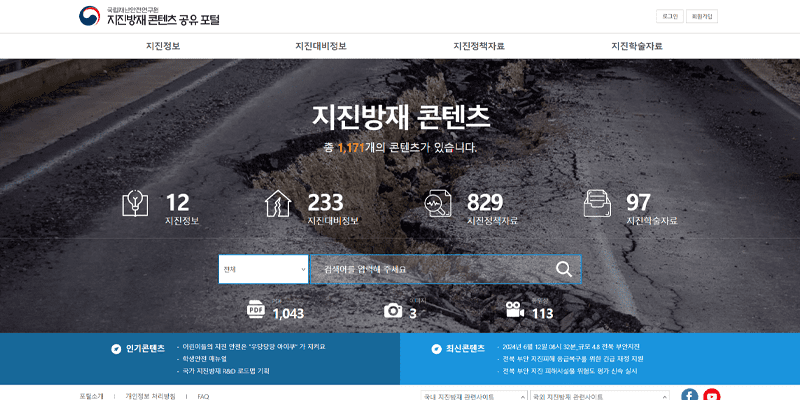 국립재난안전연구원
지진방재 콘텐츠 공유 포털
로그인
회원가입
지진정보
지진대비정보
지진정책자료
지진학술자료
지진방재 콘텐츠
총 1,171개의 콘텐츠가 있습니다.
12
지진정보
233
지진대비정보
829
지진정책자료
97
지진학술자료
전체
검색어를 입력해 주세요
PDF
1,043
이미지
3
동영상
113
인기콘텐츠
· 어린이들의 지진 안전은 "우당탕탕 아이쿠" 가 지켜요
· 학생안전 매뉴얼
· 국가 지진방재 R&D 로드맵 기획
최신콘텐츠
· 2024년 6월 12일 08시 32분_규모 4.8 전북 부안지진
· 전북 부안 지진피해 응급복구를 위한 긴급 재정 지원
· 전북 부안 지진 피해시설물 위험도 평가 신속 실시
포털소개
개인정보 처리방침
FAQ
국내 지진방재 관련사이트
국외 지진방재 관련사이트